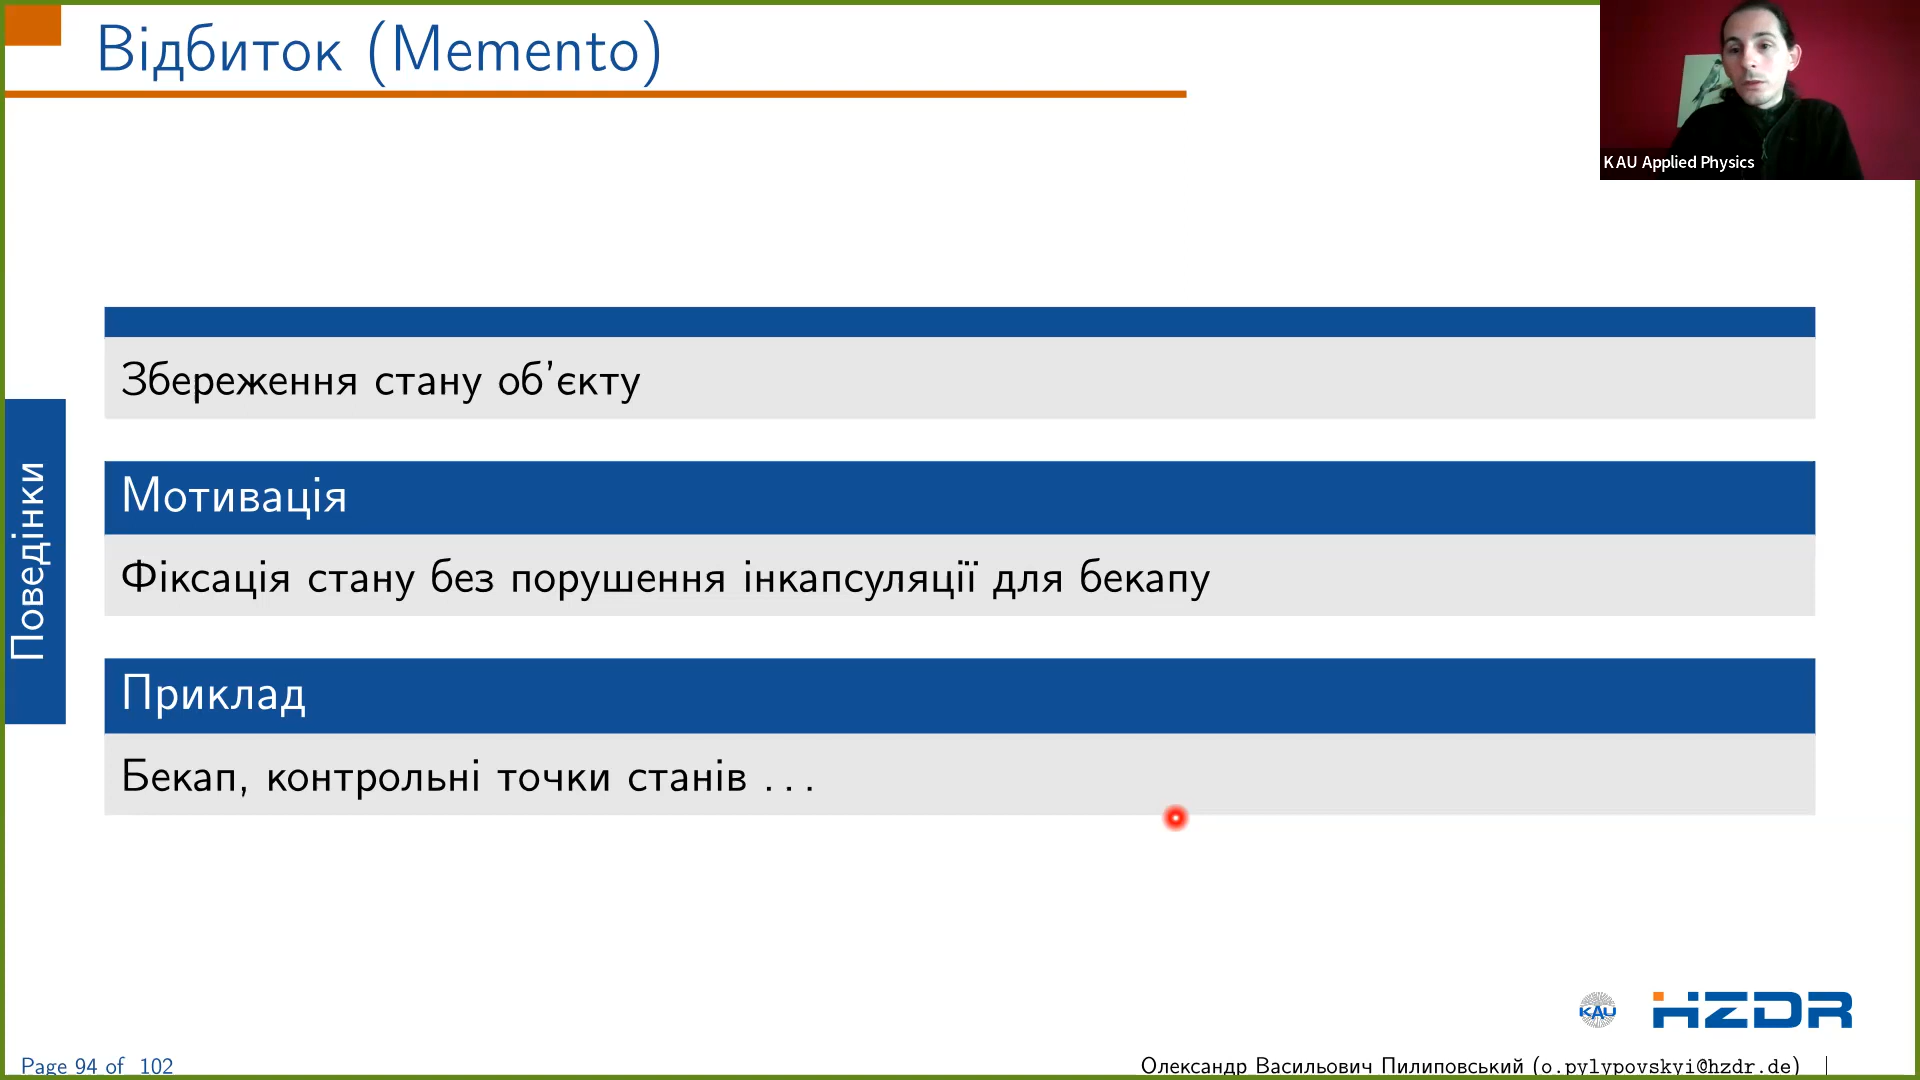 Відбиток (Memento)
KAU Applied Physics
Збереження стану об'єкту
Мотивація
Фіксація стану без порушення інкапсуляції для бекапу
Поведінки
Приклад
Бекап, контрольні точки станів . . .
KAU
HZDR
Page 94 of 102
Олександр Васильович Пилиповський (o.pylypovskyi@hzdr.de)